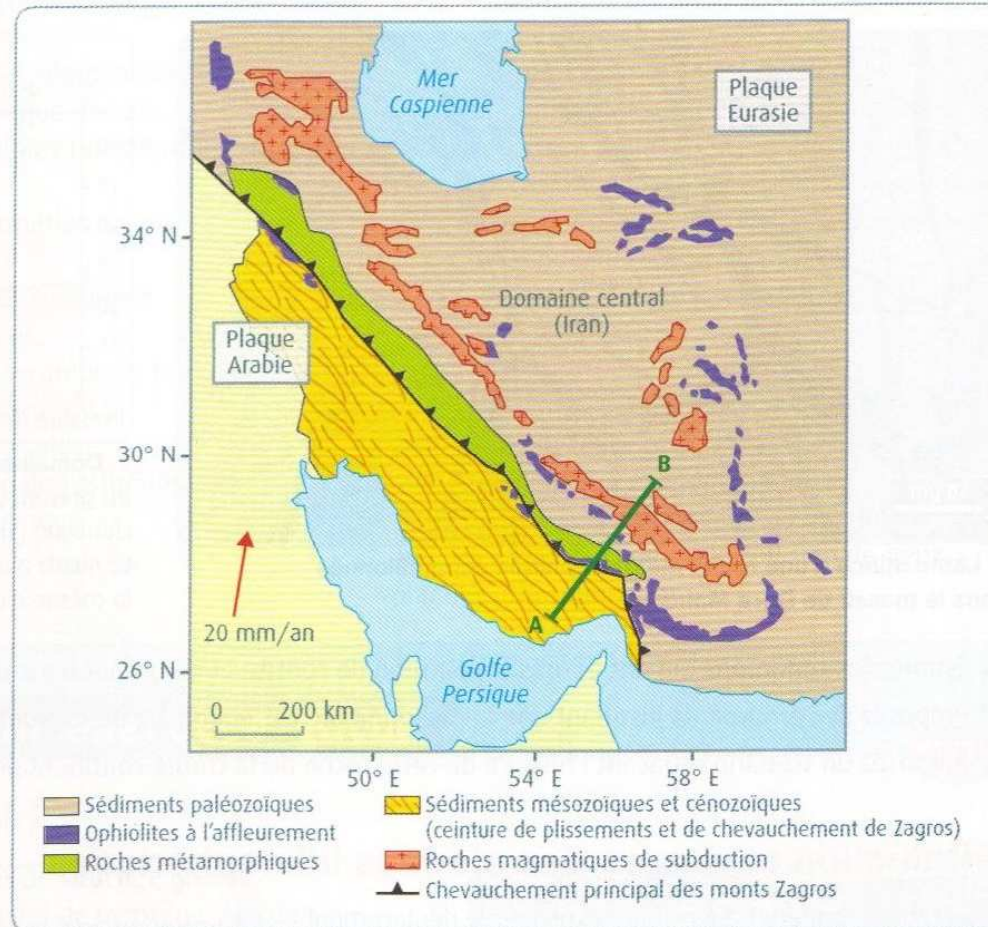 Mer
Caspienne
Plaque
Eurasie
34° N
Domaine central
(Iran)
Plaque
Arabie
30° N
B
20 mm/an
A
26° N
Golfe
Persique
0 200 km
50° E 54° E 58° E
Sédiments paléozoïques
Ophiolites à l'affleurement
Roches métamorphiques
Sédiments mésozoïques et cénozoïques
(ceinture de plissements et de chevauchement de Zagros)
Roches magmatiques de subduction
Chevauchement principal des monts Zagros